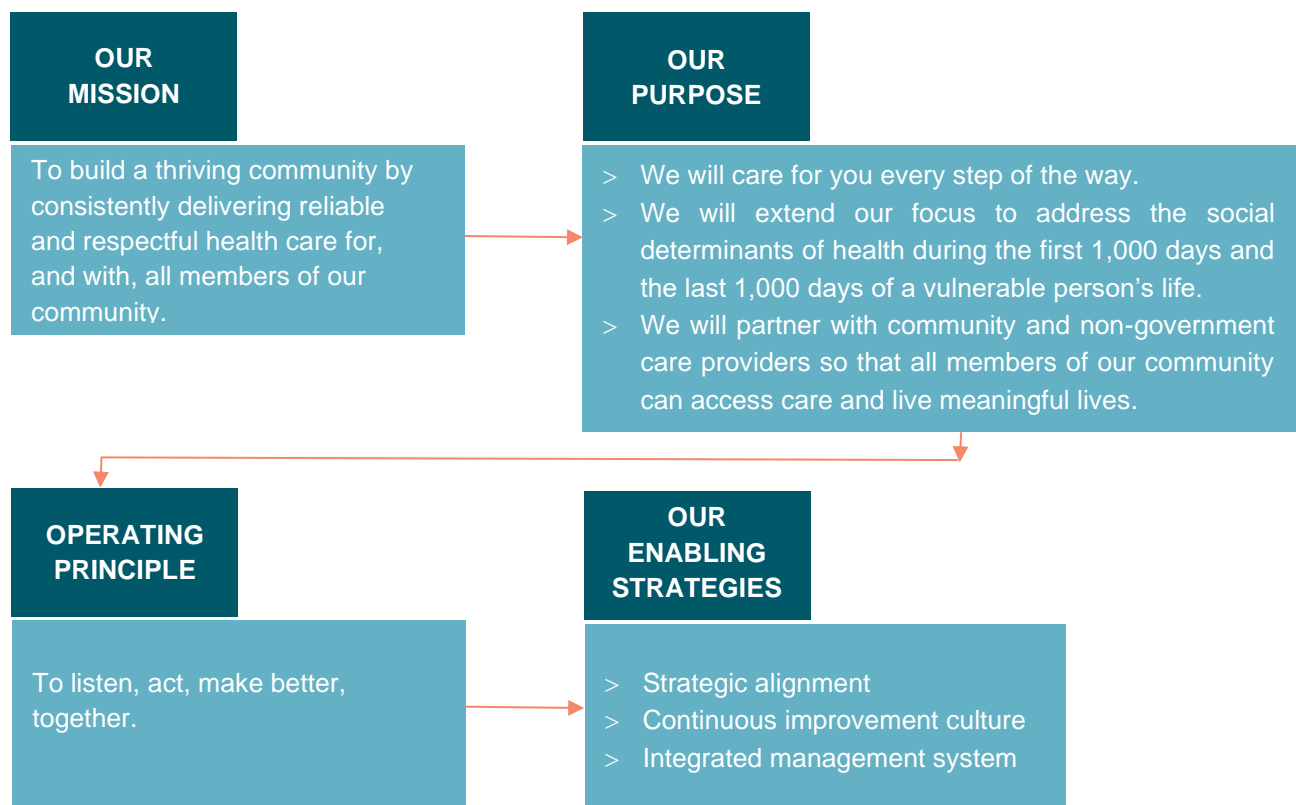 OUR
MISSION
To build a thriving community by
consistently delivering reliable
and respectful health care for,
and with, all members of our
community.
OUR
PURPOSE
> We will care for you every step of the way.
> We will extend our focus to address the social
determinants of health during the first 1,000 days and
the last 1,000 days of a vulnerable person's life.
> We will partner with community and non-government
care providers so that all members of our community
can access care and live meaningful lives.
OPERATING
PRINCIPLE
To listen, act, make better,
together.
OUR
ENABLING
STRATEGIES
> Strategic alignment
> Continuous improvement culture
> Integrated management system